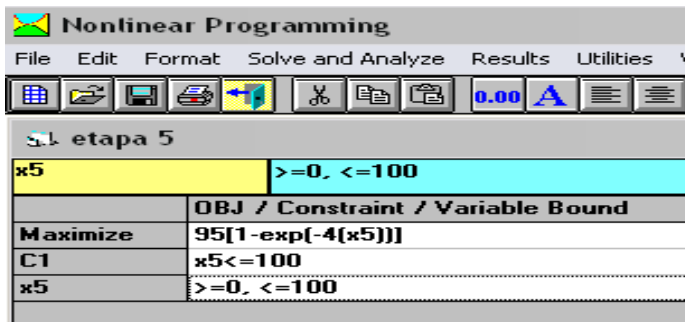 Nonlinear Programming
File Edit Format Solve and Analyze Results Utilities
0.00 A
etapa 5
x5 >=0, <=100
OBJ / Constraint / Variable Bound
Maximize 95[1-exp(-4(x5))]
C1 x5<=100
x5 >=0, <=100